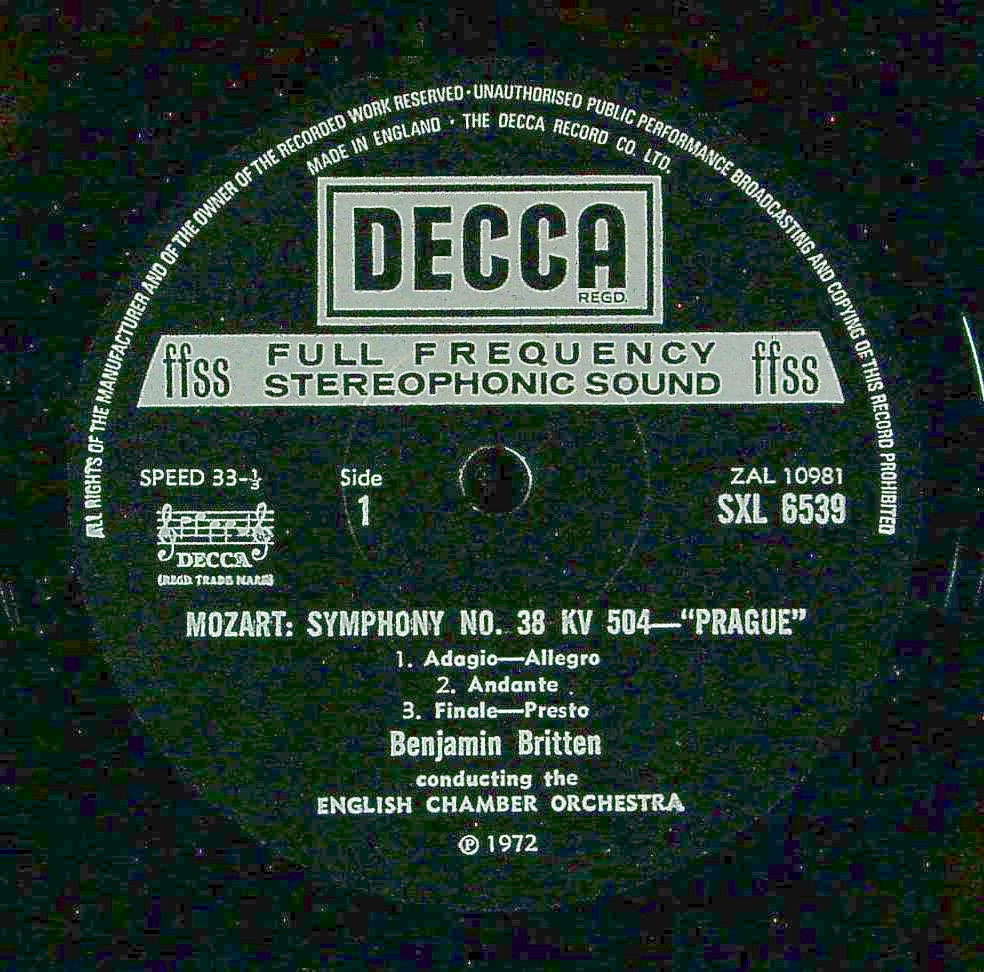 ALL RIGHTS OF THE MANUFACTURER AND OF THE OWNER OF THE RECORDED WORK RESERVED · UNAUTHORISED PUBLIC PERFORMANCE BROADCASTING AND COPYING OF THIS RECORD PROHIBITED
MADE IN ENGLAND · THE DECCA RECORD CO. LTD.
DECCA
REGD.
ffss FULL FREQUENCY STEREOPHONIC SOUND ffss
SPEED 33-⅓
Side
1
ZAL 10981
SXL 6539
DECCA
(REGD. TRADE MARK)
MOZART: SYMPHONY NO. 38 KV 504—"PRAGUE"
1. Adagio—Allegro
2. Andante
3. Finale—Presto
Benjamin Britten
conducting the
ENGLISH CHAMBER ORCHESTRA
℗ 1972